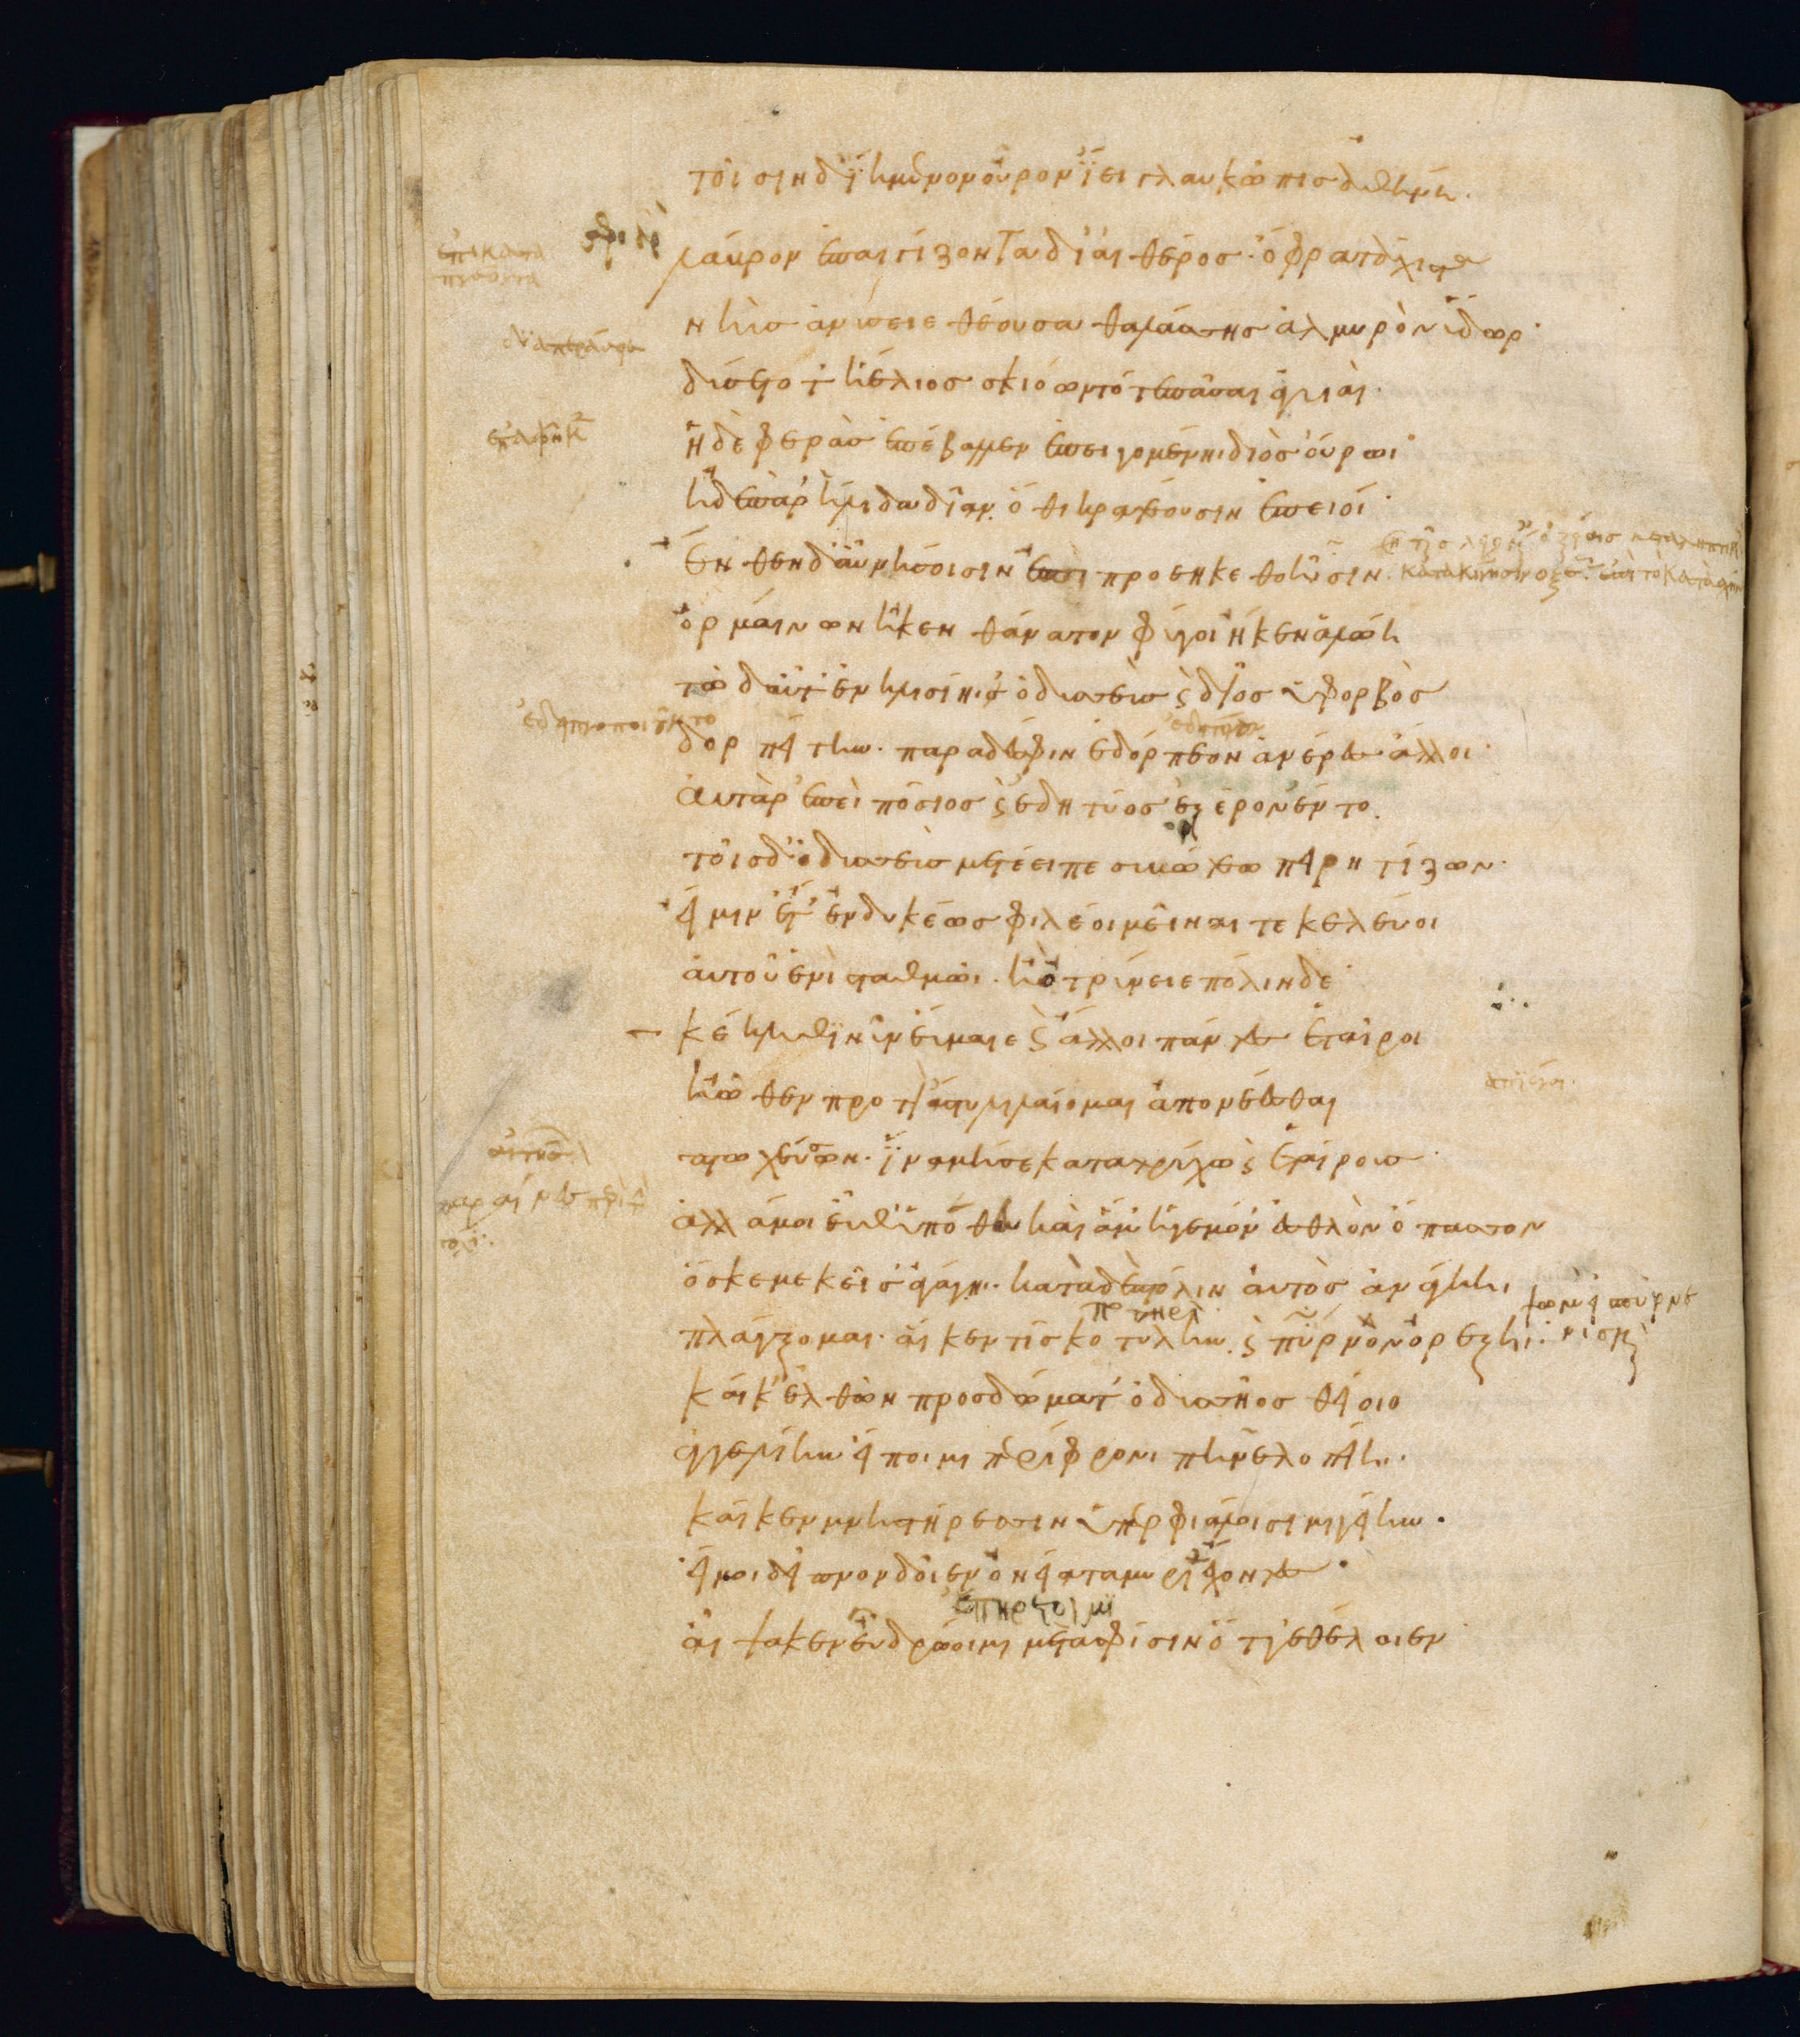 τοῖσιν δ' ἴκμενον οὖρον ἵει γλαυκῶπις ἀθήνη.
λάβρον ἐπαιγίζοντα δι' αἰθέρος· ὄφρα τάχιστα
νηῦς ἀνύσειε θέουσα θαλάσσης ἁλμυρὸν ὕδωρ·
δύσετό τ' ἠέλιος σκιόωντό τε πᾶσαι ἀγυιαί·
ἡ δὲ φερὰς ἐπέβαλλεν ἐπειγομένη διὸς οὔρωι
ἠδὲ παρ' ἤλιδα δῖαν. ὅθι κρατέουσιν ἐπειοί·
ἔνθεν δ' αὖ νήσοισιν ἐπὶ προέηκε θοῆισιν.
ὁρμαίνων ἤ κεν θάνατον φύγοι ἤ κεν ἁλώη
τὼ δ' αὖτ' ἐν κλισίηι ὀδυσσεὺς καὶ δῖος ὑφορβὸς
δορπείτην. παρὰ δέ σφιν ἐδόρπεον ἀνέρες ἄλλοι·
αὐτὰρ ἐπεὶ πόσιος καὶ ἐδητύος ἐξ ἔρον ἕντο.
τοῖς δ' ὀδυσσεὺς μετέειπε συβώτεω πειρητίζων·
εἴ μιν ἔτ' ἐνδυκέως φιλέοι μεῖναί τε κελεύοι
αὐτοῦ ἐνὶ σταθμῶι. ἦ ὀτρύνειε πόλινδε·
κέκλυθι νῦν εὔμαιε καὶ ἄλλοι πάντες ἑταῖροι
ἠῶθεν προτὶ ἄστυ λιλαίομαι ἀπονέεσθαι
πτωχεύσων. ἵνα μή σε κατατρύχω καὶ ἑταίρους·
ἀλλά μοι εὖ θ' ὑπόθευ καὶ ἅμ' ἡγεμόν' ἐσθλὸν ὄπασσον
ὅς κέ με κεῖσ' ἀγάγηι. κατὰ δὲ πτόλιν αὐτὸς ἀνάγκηι
πλάγξομαι. αἴ κέν τις κοτύλην. καὶ πύρνον ὀρέξηι.
καί κ' ἐλθὼν πρὸς δώματ' ὀδυσσῆος θείοιο
ἀγγελίην εἴποιμι περίφρονι πηνελοπείηι.
καί κεν μνηστήρεσσιν ὑπερφιάλοισι μιγείην.
εἴ μοι δεῖπνον δοῖεν ὀνείατα μυρί' ἔχοντες·
αἶψά κεν εὖ δρώοιμι μετὰ σφίσιν ὅττι ἐθέλοιεν